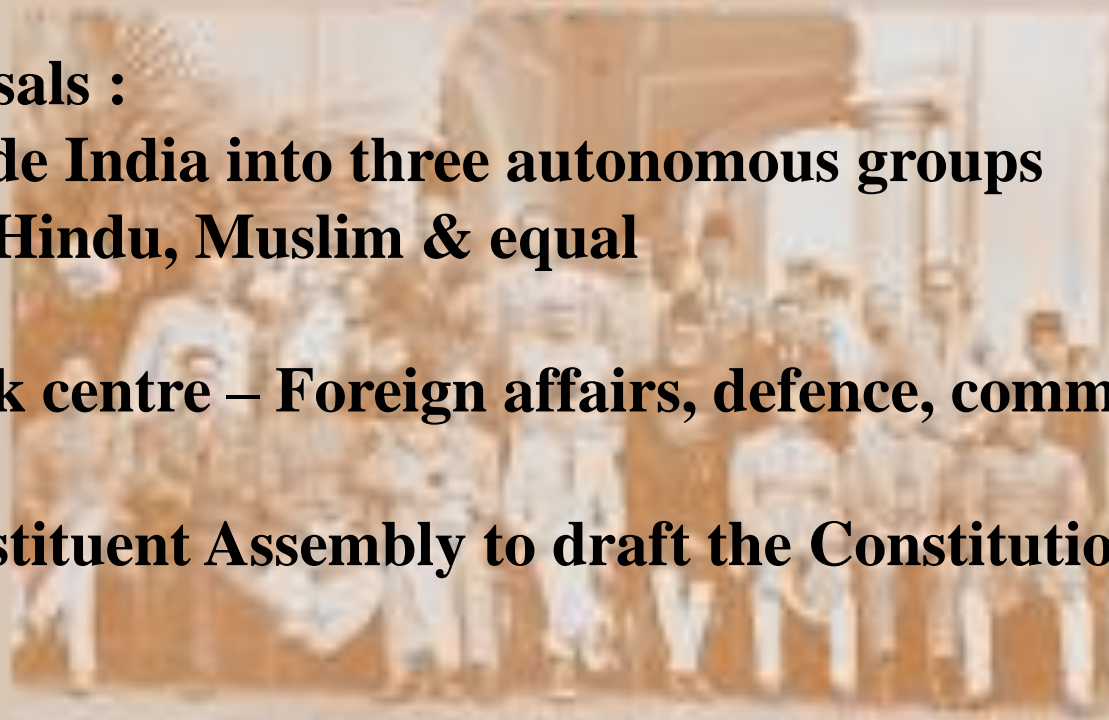 sals :
de India into three autonomous groups
Hindu, Muslim & equal
k centre – Foreign affairs, defence, comm
stituent Assembly to draft the Constitutio